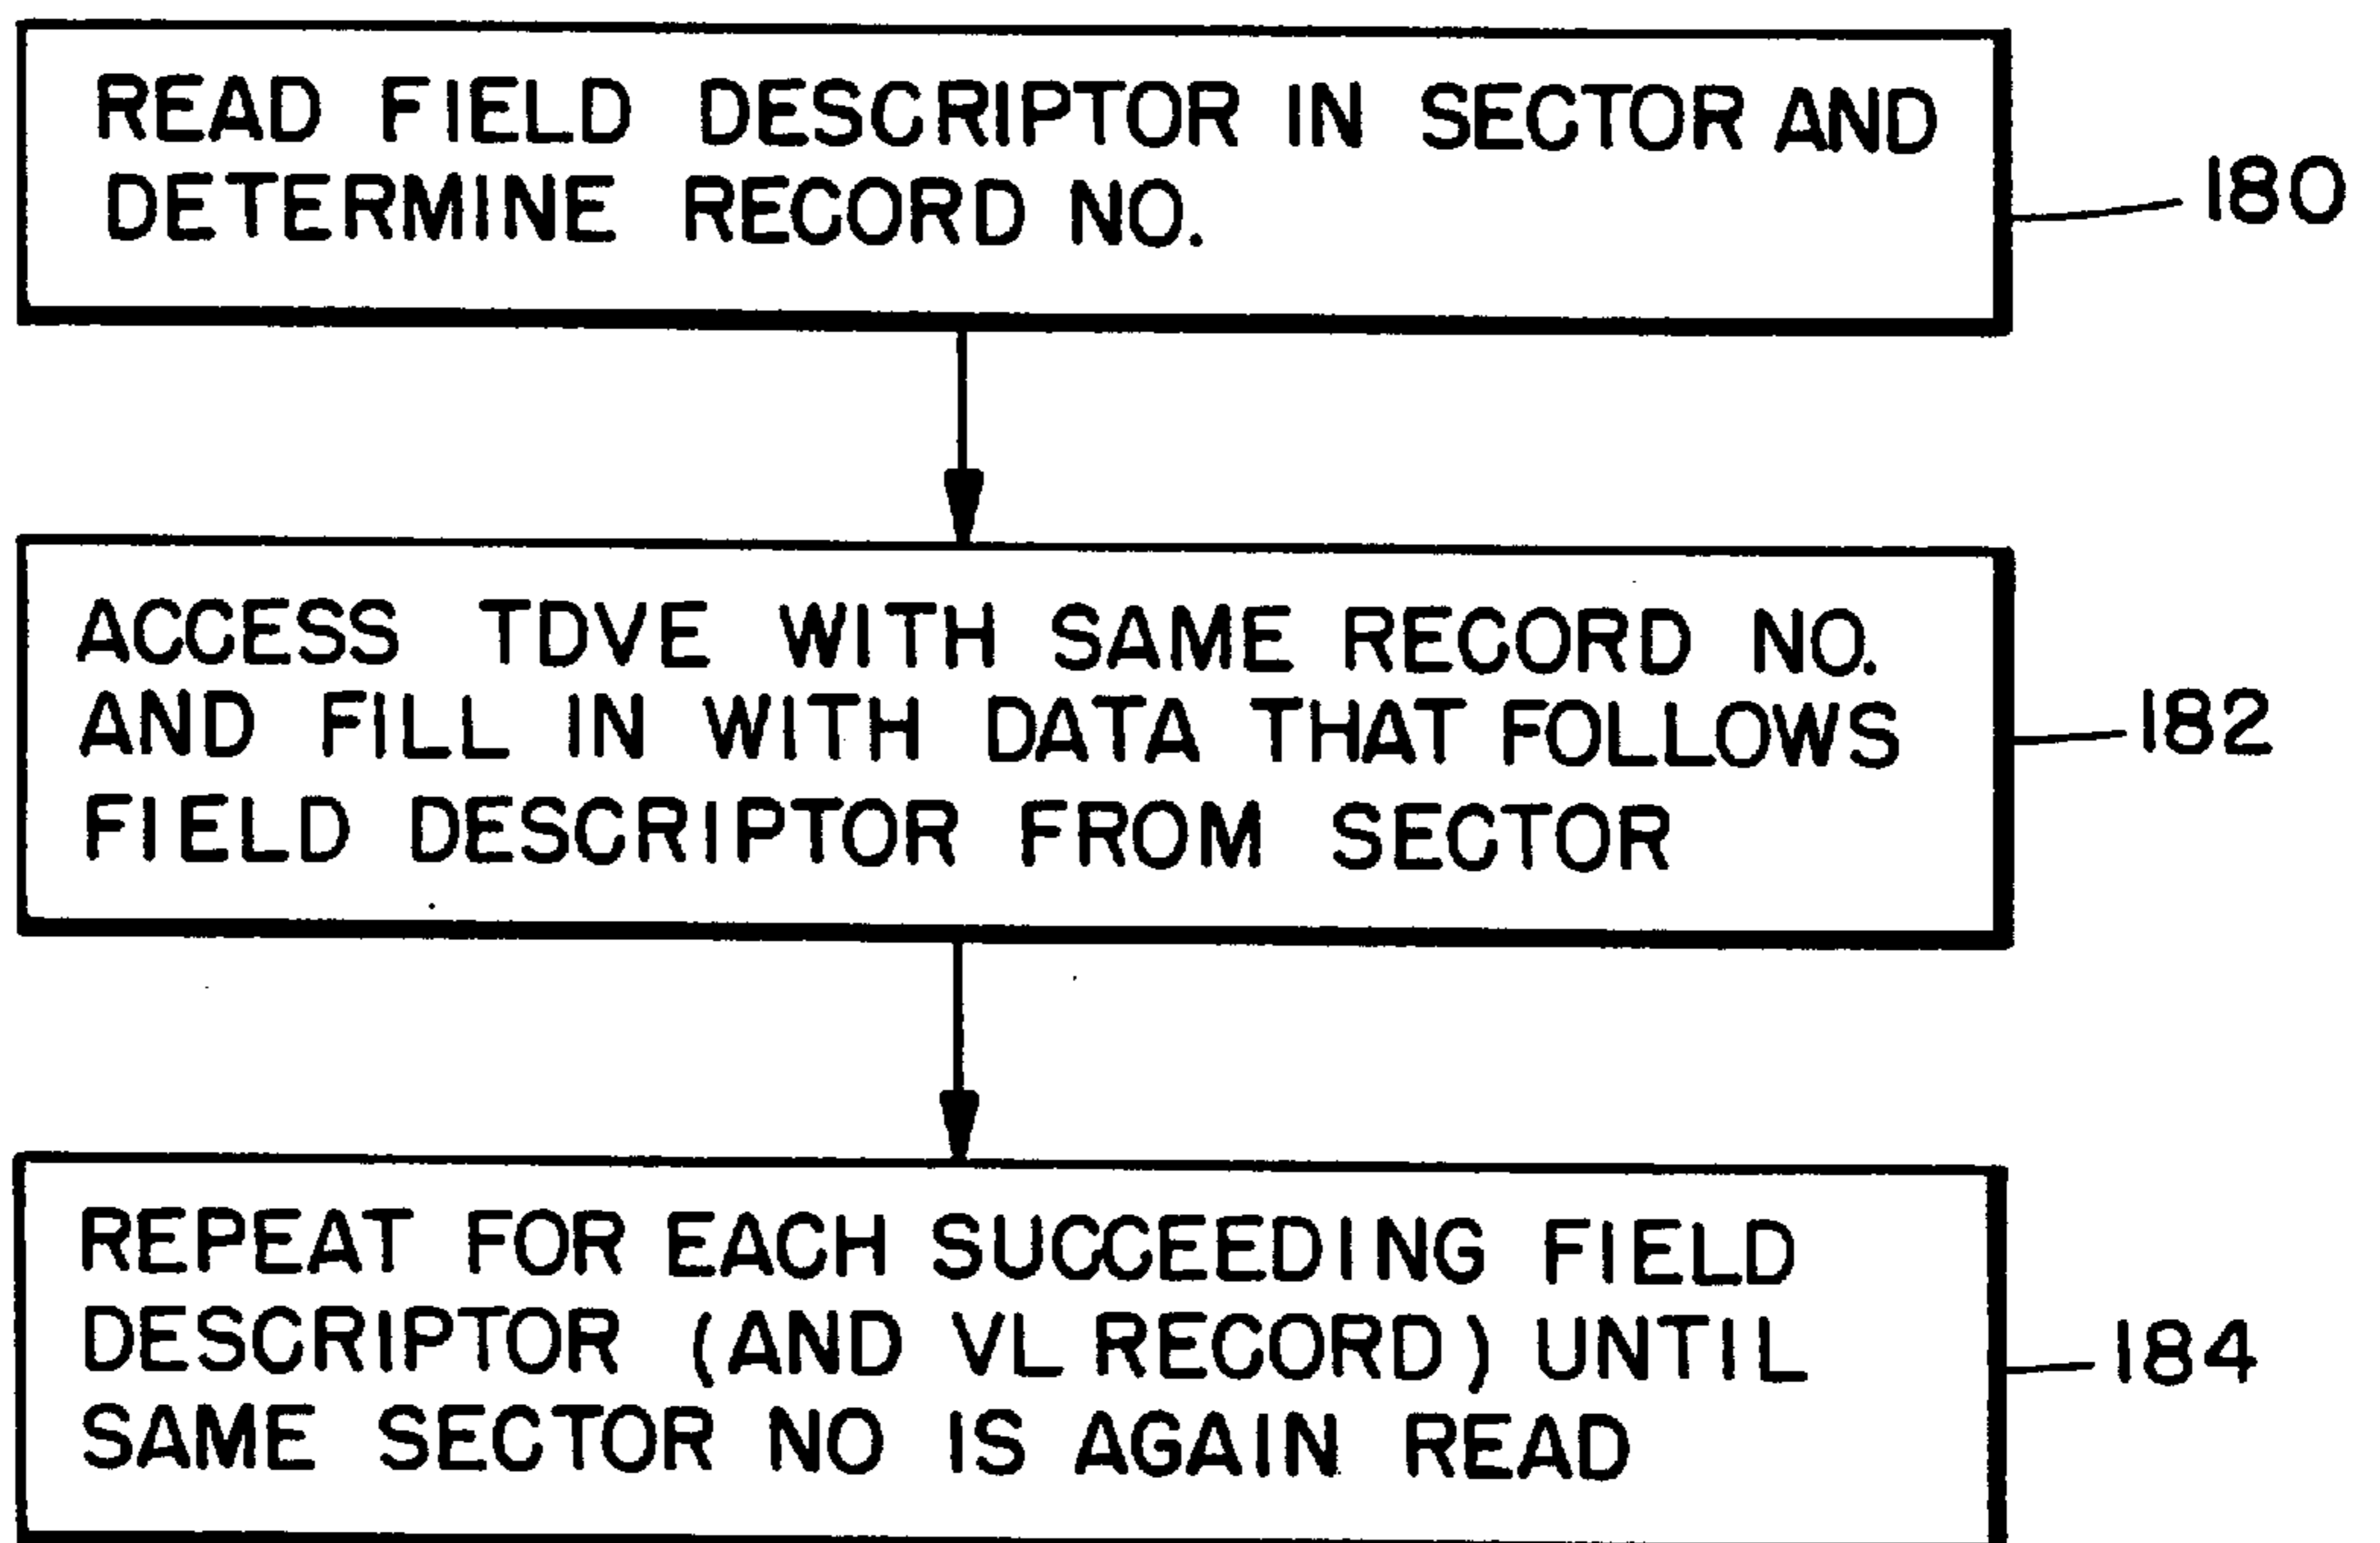 READ FIELD DESCRIPTOR IN SECTOR AND
DETERMINE RECORD NO.
180
ACCESS TDVE WITH SAME RECORD NO.
AND FILL IN WITH DATA THAT FOLLOWS
FIELD DESCRIPTOR FROM SECTOR
182
REPEAT FOR EACH SUCCEEDING FIELD
DESCRIPTOR (AND VL RECORD) UNTIL
SAME SECTOR NO IS AGAIN READ
184